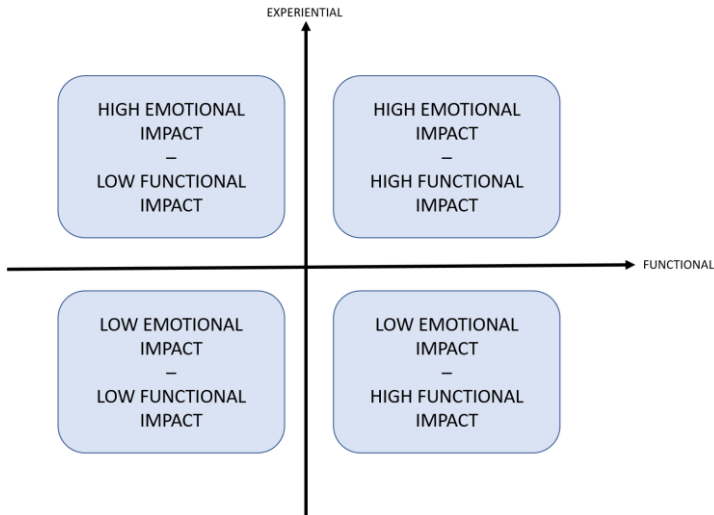 EXPERIENTIAL
HIGH EMOTIONAL
IMPACT
–
LOW FUNCTIONAL
IMPACT
HIGH EMOTIONAL
IMPACT
–
HIGH FUNCTIONAL
IMPACT
FUNCTIONAL
LOW EMOTIONAL
IMPACT
–
LOW FUNCTIONAL
IMPACT
LOW EMOTIONAL
IMPACT
–
HIGH FUNCTIONAL
IMPACT